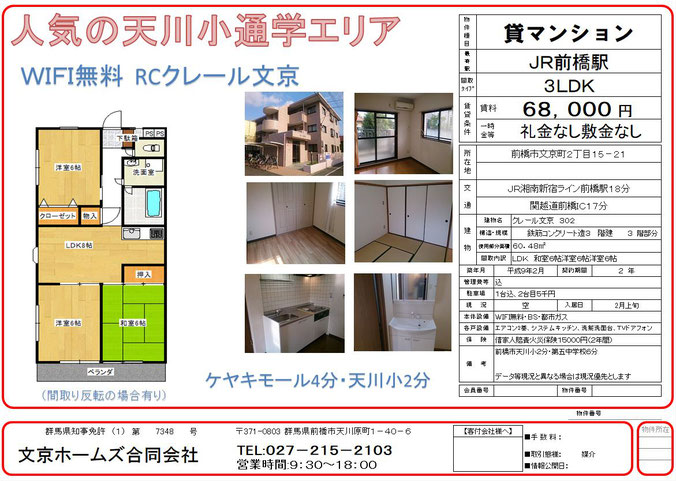 人気の天川小通学エリア
WIFI無料 RCクレール文京
洋室6帖
下駄箱
PS PS
洗面室
クローゼット 物入
LDK8帖
押入
洋室6帖
和室6帖
ベランダ
(間取り反転の場合有り)
ケヤキモール4分・天川小2分
物件種目 貸マンション
最寄駅 JR前橋駅
間取タイプ 3LDK
賃貸条件 賃料 68,000円
一時金等 礼金なし敷金なし
所在地 前橋市文京町2丁目15-21
交通 JR湘南新宿ライン前橋駅18分
関越道前橋IC17分
建物 建物名 クレール文京 302
構造・規模 鉄筋コンクリート造3 階建 3 階部分
使用部分面積 60.48㎡
間取内訳 LDK 和室6帖洋室6帖洋室6帖
築年月 平成9年2月 契約期間 2 年
管理費等 込
駐車場 1台込、2台目5千円
現況 空 入居日 2月上旬
本体設備 WIFI無料・BS・都市ガス
各戸設備 エアコン2基、システムキッチン、洗髪洗面台、TVドアフォン
保険 借家人賠責火災保険15000円(2年間)
備考 前橋市天川小2分・第五中学校6分
データ等現況と異なる場合は現況優先とします
会員番号 物件番号
物件番号
群馬県知事免許 (1) 第 7348 号
〒371-0803 群馬県前橋市天川原町1-40-6
文京ホームズ合同会社
TEL:027-215-2103
営業時間:9:30~18:00
【客付会社様へ】
■手数料:
■取引態様: 媒介
■情報公開日:
物件所在